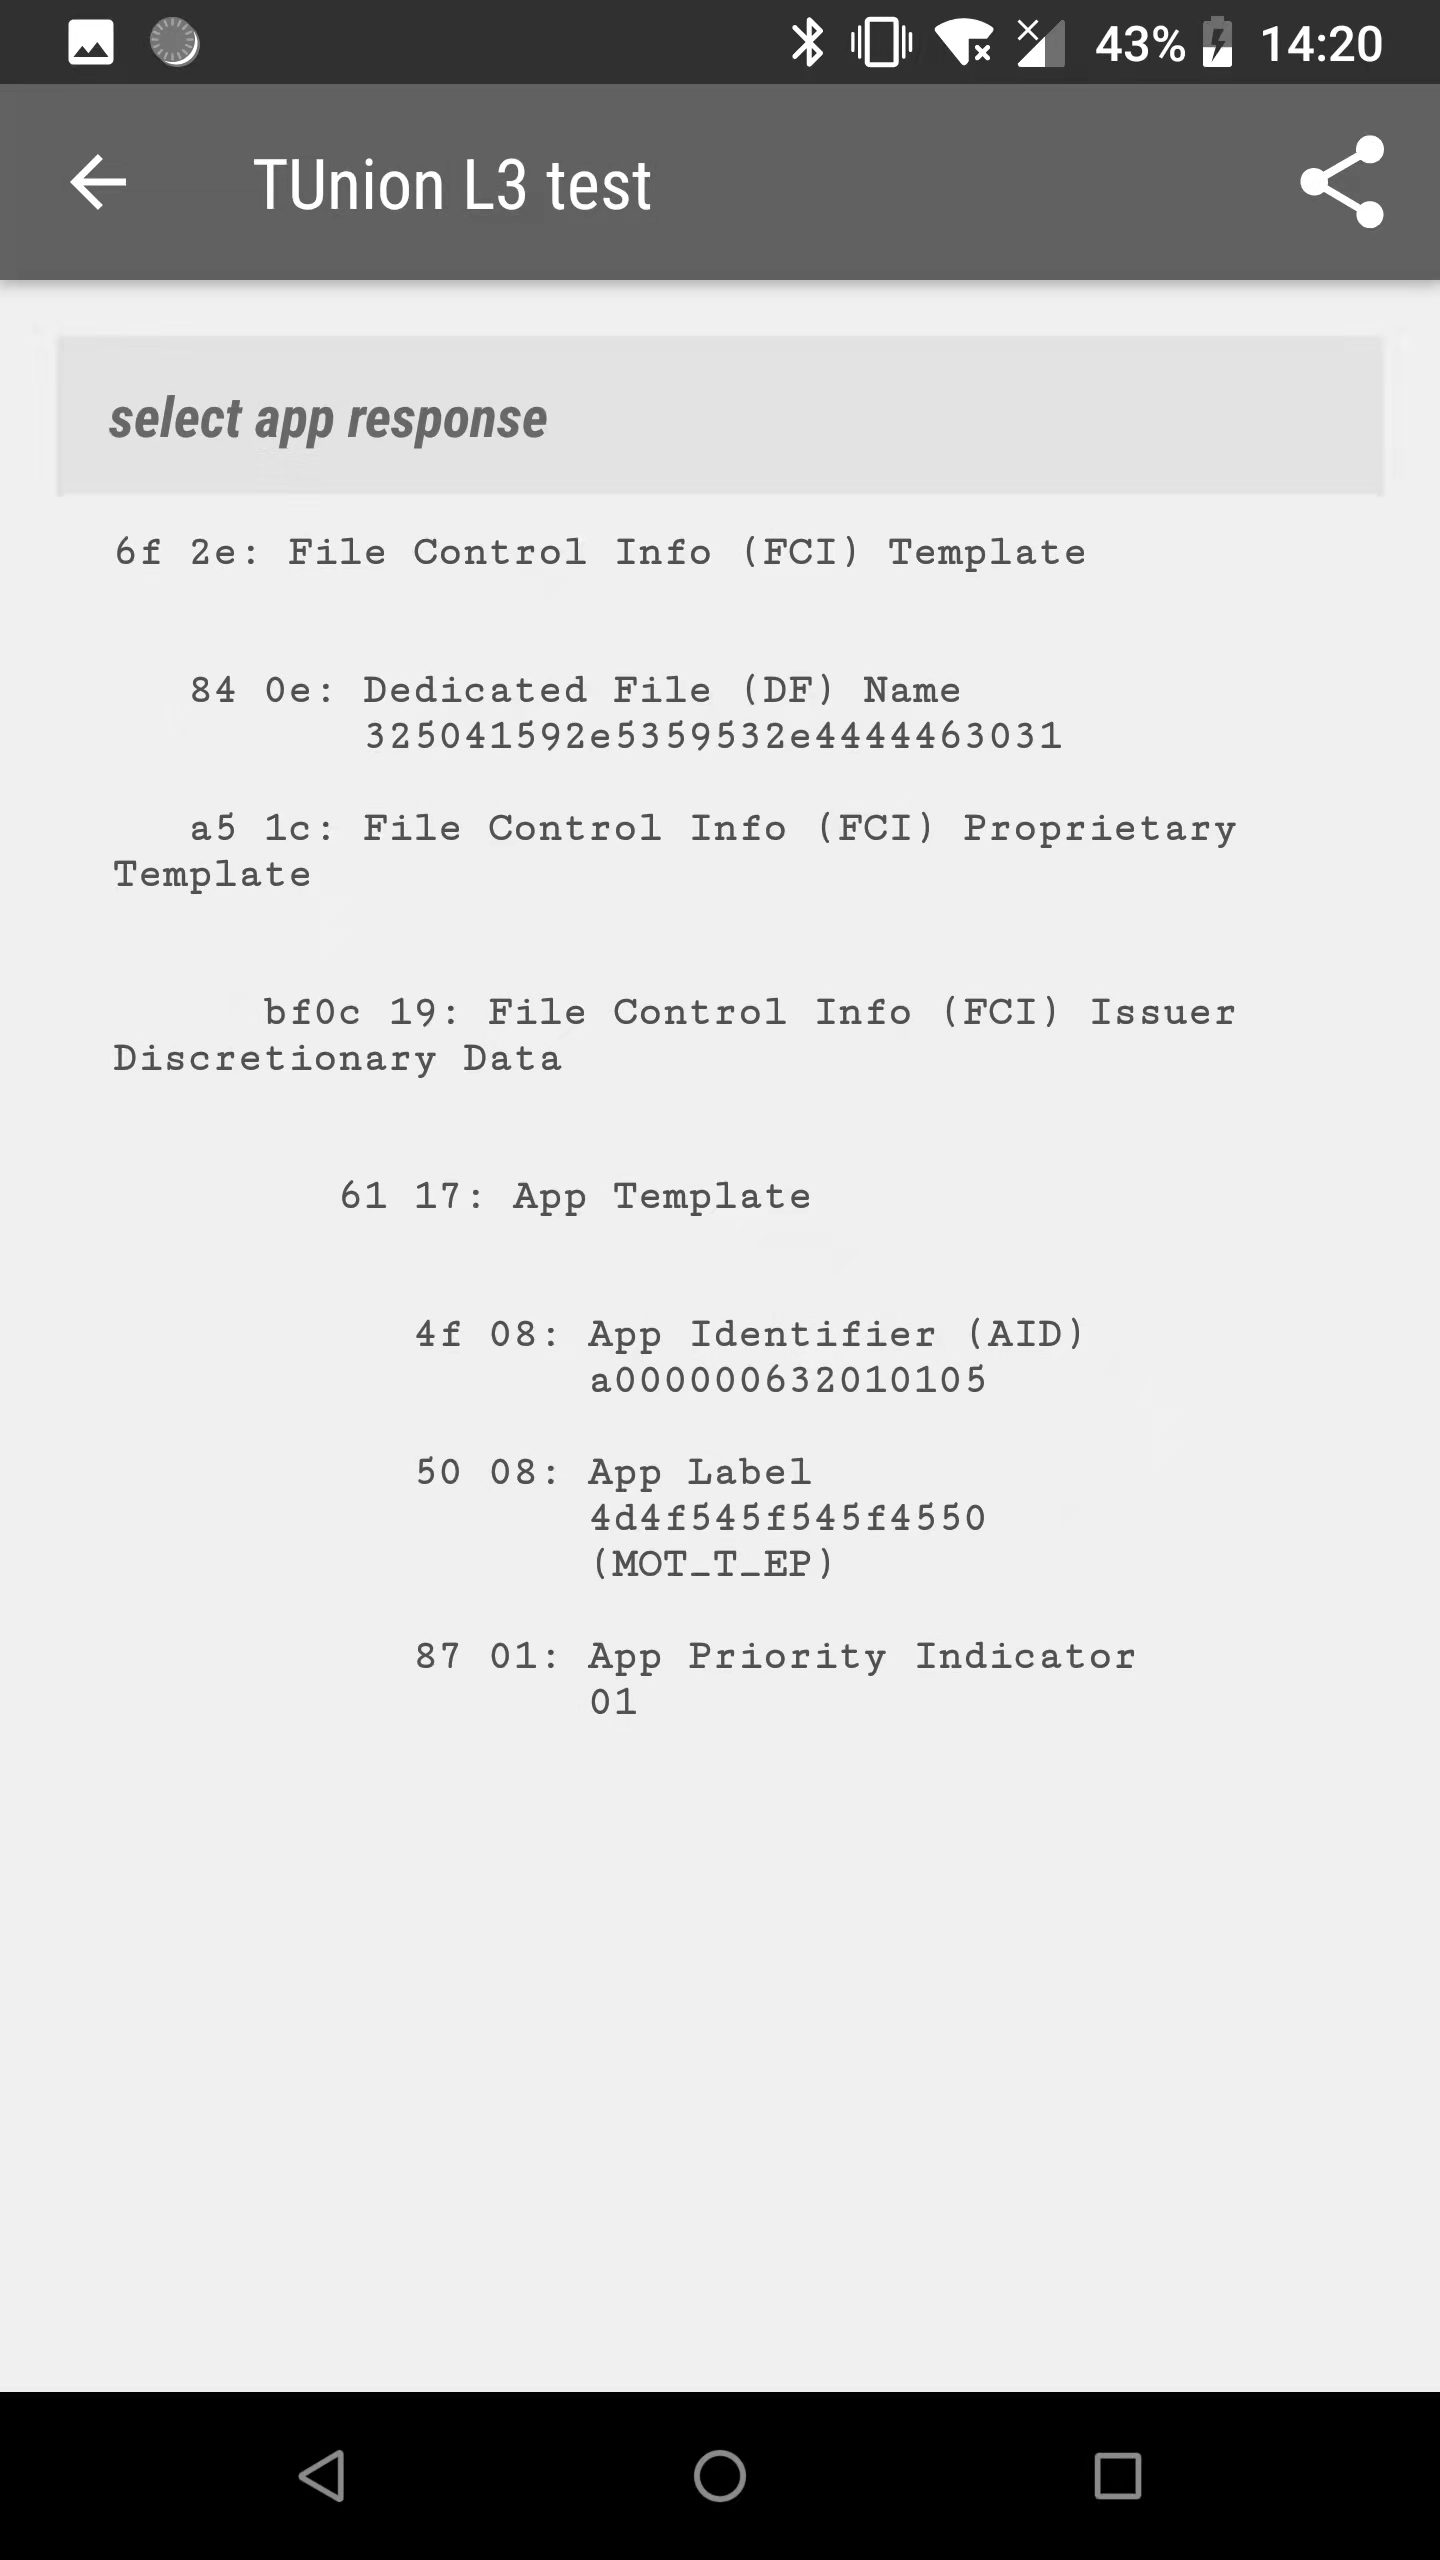 43% 14:20
TUnion L3 test
select app response
6f 2e: File Control Info (FCI) Template
84 0e: Dedicated File (DF) Name
325041592e5359532e4444463031
a5 1c: File Control Info (FCI) Proprietary
Template
bf0c 19: File Control Info (FCI) Issuer
Discretionary Data
61 17: App Template
4f 08: App Identifier (AID)
a000000632010105
50 08: App Label
4d4f545f545f4550
(MOT_T_EP)
87 01: App Priority Indicator
01